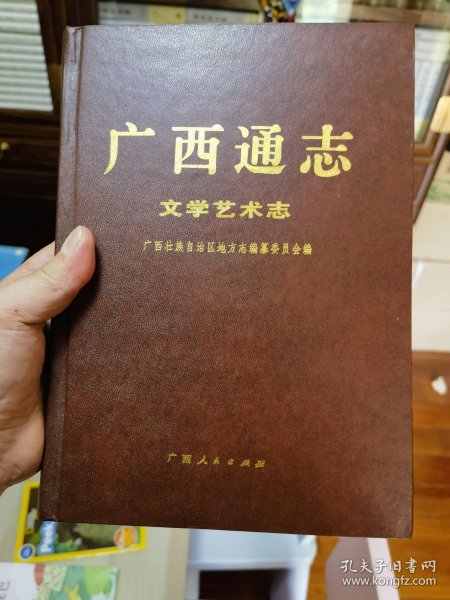 广西通志
文学艺术志
广西壮族自治区地方志编纂委员会编
广西人民出版社
孔夫子旧书网
www.kongfz.com